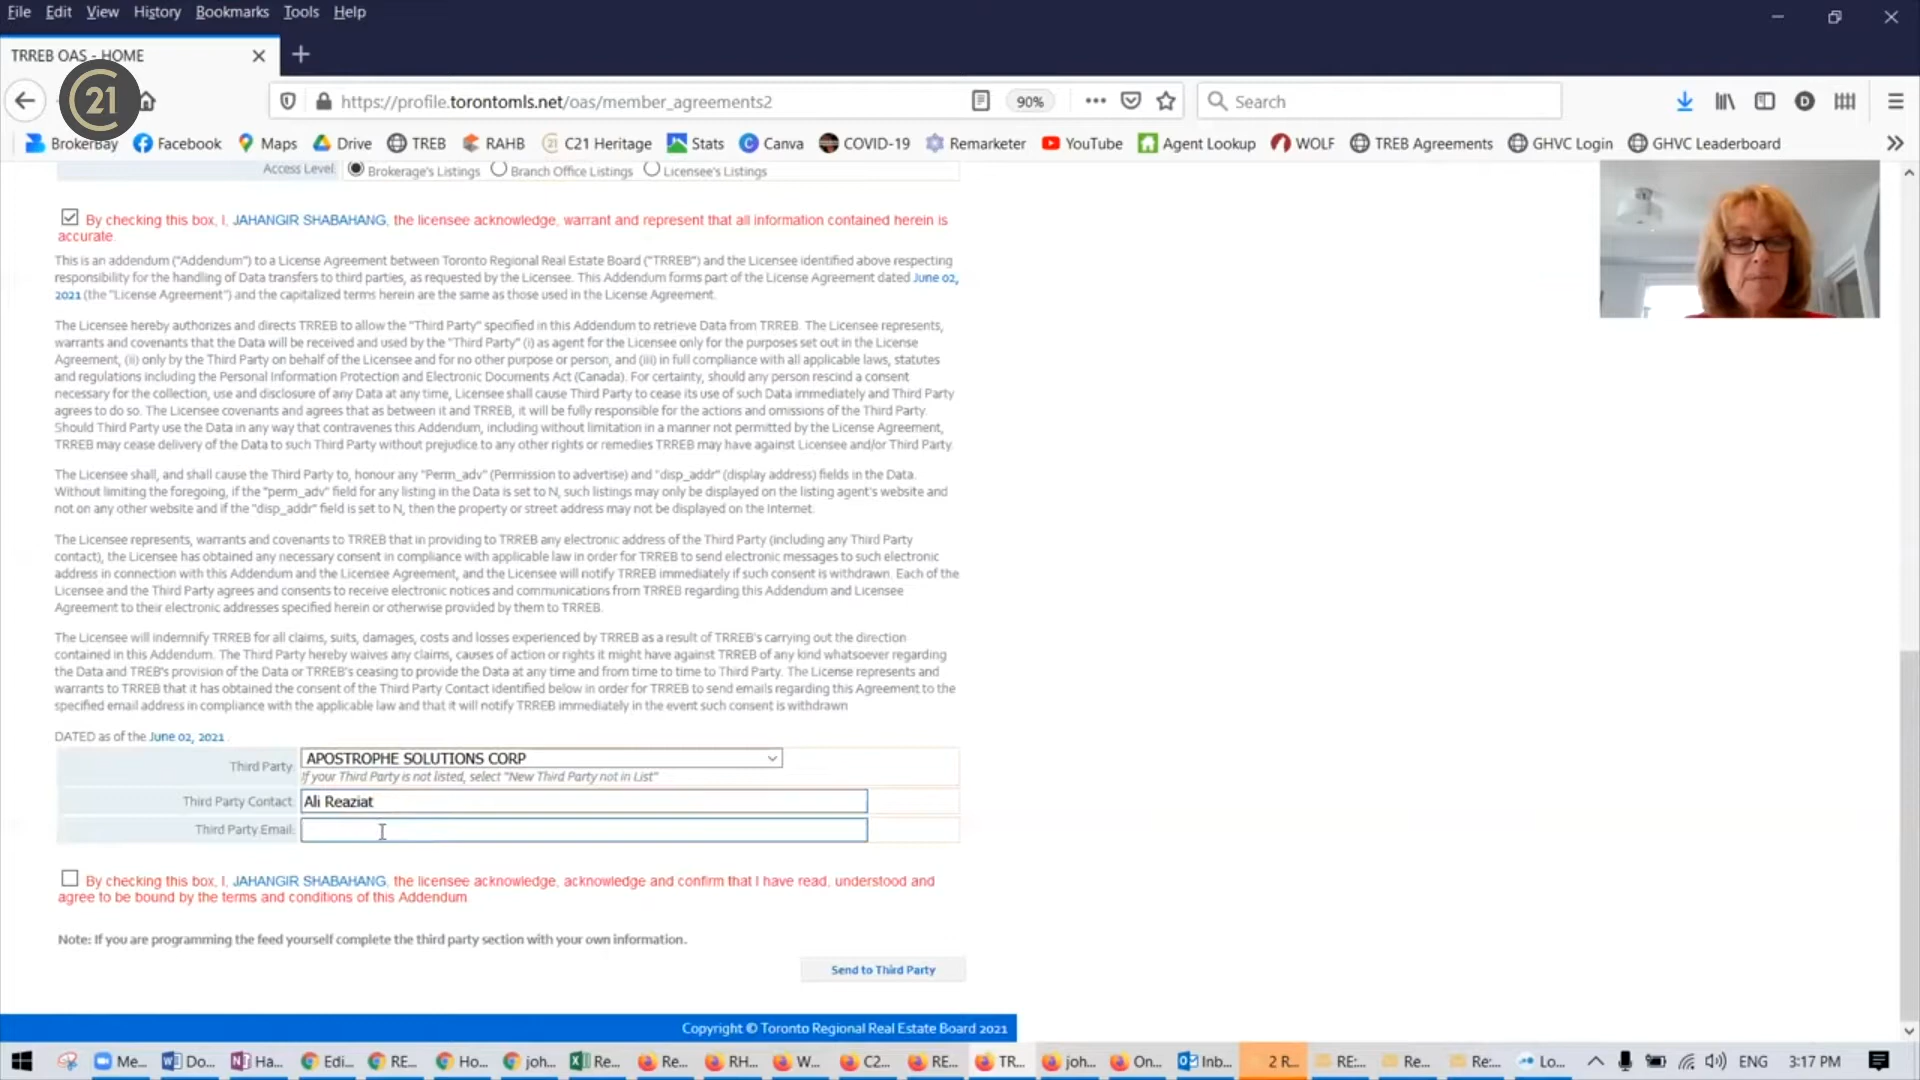 File Edit View History Bookmarks Tools Help
TRREB OAS - HOME
21
https://profile.torontomls.net/oas/member_agreements2
90%
Search
BrokerBay Facebook Maps Drive TREB RAHB C21 Heritage Stats Canva COVID-19 Remarketer YouTube Agent Lookup WOLF TREB Agreements GHVC Login GHVC Leaderboard
Access Level: Brokerage's Listings Branch Office Listings Licensee's Listings
By checking this box, I, JAHANGIR SHABAHANG, the licensee acknowledge, warrant and represent that all information contained herein is
accurate.
This is an addendum ("Addendum") to a License Agreement between Toronto Regional Real Estate Board ("TRREB") and the Licensee identified above respecting
responsibility for the handling of Data transfers to third parties, as requested by the Licensee. This Addendum forms part of the License Agreement dated June 02,
2021 (the "License Agreement") and the capitalized terms herein are the same as those used in the License Agreement.
The Licensee hereby authorizes and directs TRREB to allow the "Third Party" specified in this Addendum to retrieve Data from TRREB. The Licensee represents,
warrants and covenants that the Data will be received and used by the "Third Party" (i) as agent for the Licensee only for the purposes set out in the License
Agreement, (ii) only by the Third Party on behalf of the Licensee and for no other purpose or person, and (iii) in full compliance with all applicable laws, statutes
and regulations including the Personal Information Protection and Electronic Documents Act (Canada). For certainty, should any person rescind a consent
necessary for the collection, use and disclosure of any Data at any time, Licensee shall cause Third Party to cease its use of such Data immediately and Third Party
agrees to do so. The Licensee covenants and agrees that as between it and TRREB, it will be fully responsible for the actions and omissions of the Third Party.
Should Third Party use the Data in any way that contravenes this Addendum, including without limitation in a manner not permitted by the License Agreement,
TRREB may cease delivery of the Data to such Third Party without prejudice to any other rights or remedies TRREB may have against Licensee and/or Third Party.
The Licensee shall, and shall cause the Third Party to, honour any "Perm_adv" (Permission to advertise) and "disp_addr" (display address) fields in the Data.
Without limiting the foregoing, if the "perm_adv" field for any listing in the Data is set to N, such listings may only be displayed on the listing agent's website and
not on any other website and if the "disp_addr" field is set to N, then the property or street address may not be displayed on the Internet.
The Licensee represents, warrants and covenants to TRREB that in providing to TRREB any electronic address of the Third Party (including any Third Party
contact), the Licensee has obtained any necessary consent in compliance with applicable law in order for TRREB to send electronic messages to such electronic
address in connection with this Addendum and the Licensee Agreement, and the Licensee will notify TRREB immediately if such consent is withdrawn. Each of the
Licensee and the Third Party agrees and consents to receive electronic notices and communications from TRREB regarding this Addendum and Licensee
Agreement to their electronic addresses specified herein or otherwise provided by them to TRREB.
The Licensee will indemnify TRREB for all claims, suits, damages, costs and losses experienced by TRREB as a result of TRREB's carrying out the direction
contained in this Addendum. The Third Party hereby waives any claims, causes of action or rights it might have against TRREB of any kind whatsoever regarding
the Data and TREB's provision of the Data or TRREB's ceasing to provide the Data at any time and from time to time to Third Party. The License represents and
warrants to TRREB that it has obtained the consent of the Third Party Contact identified below in order for TRREB to send emails regarding this Agreement to the
specified email address in compliance with the applicable law and that it will notify TRREB immediately in the event such consent is withdrawn
DATED as of the June 02, 2021
Third Party: APOSTROPHE SOLUTIONS CORP
If your Third Party is not listed, select "New Third Party not in List"
Third Party Contact: Ali Reaziat
Third Party Email:
By checking this box, I, JAHANGIR SHABAHANG, the licensee acknowledge, acknowledge and confirm that I have read, understood and
agree to be bound by the terms and conditions of this Addendum
Note: If you are programming the feed yourself complete the third party section with your own information.
Send to Third Party
Copyright © Toronto Regional Real Estate Board 2021
Me... Do... Ha... Edi... RE... Ho... joh... Re... Re... RH... W... C2... RE... TR... joh... On... Inb... 2 R... RE:... Re... Re:... Lo... ENG 3:17 PM